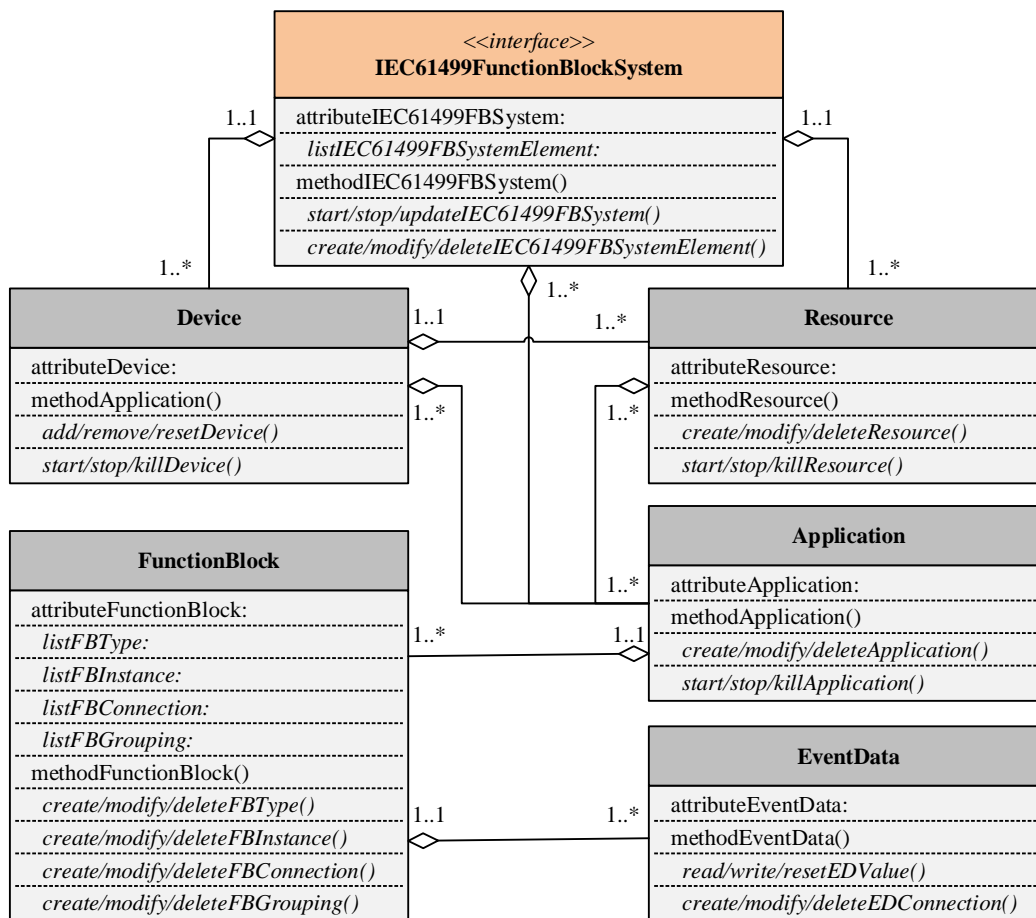 <<interface>>
IEC61499FunctionBlockSystem
attributeIEC61499FBSystem:
listIEC61499FBSystemElement:
methodIEC61499FBSystem()
start/stop/updateIEC61499FBSystem()
create/modify/deleteIEC61499FBSystemElement()
1..1
1..1
1..*
1..*
1..*
Device
attributeDevice:
methodApplication()
add/remove/resetDevice()
start/stop/killDevice()
1..1
1..*
1..*
1..*
Resource
attributeResource:
methodResource()
create/modify/deleteResource()
start/stop/killResource()
FunctionBlock
attributeFunctionBlock:
listFBType:
listFBInstance:
listFBConnection:
listFBGrouping:
methodFunctionBlock()
create/modify/deleteFBType()
create/modify/deleteFBInstance()
create/modify/deleteFBConnection()
create/modify/deleteFBGrouping()
1..*
1..*
1..1
Application
attributeApplication:
methodApplication()
create/modify/deleteApplication()
start/stop/killApplication()
1..1
1..*
EventData
attributeEventData:
methodEventData()
read/write/resetEDValue()
create/modify/deleteEDConnection()